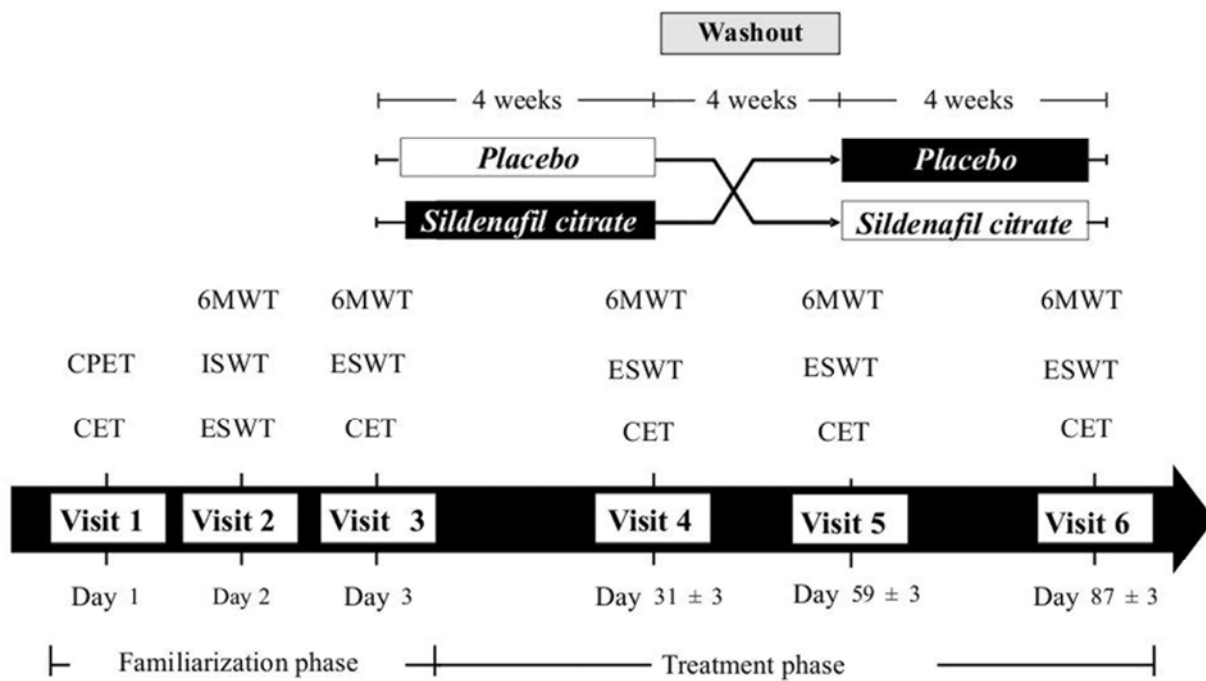 Washout
4 weeks 4 weeks 4 weeks
Placebo Placebo
Sildenafil citrate Sildenafil citrate
6MWT 6MWT 6MWT 6MWT 6MWT
CPET ISWT ESWT ESWT ESWT ESWT
CET ESWT CET CET CET CET
Visit 1 Visit 2 Visit 3 Visit 4 Visit 5 Visit 6
Day 1 Day 2 Day 3 Day 31 ± 3 Day 59 ± 3 Day 87 ± 3
Familiarization phase Treatment phase